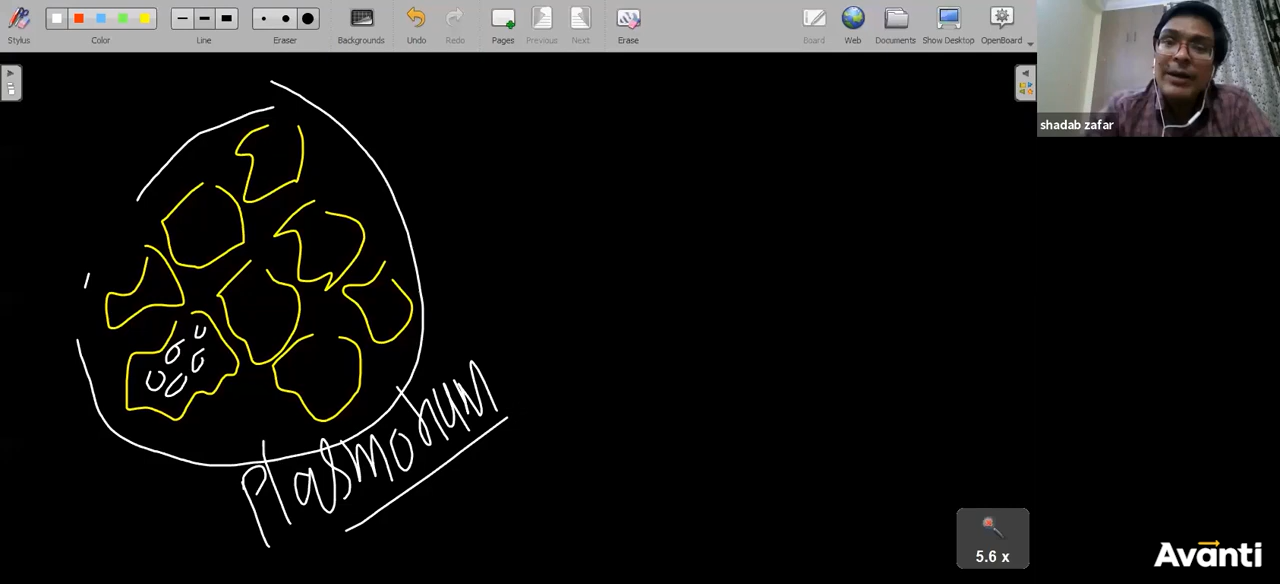 Stylus
Color
Line
Eraser
Backgrounds
Undo
Redo
Pages
Previous
Next
Erase
Board
Web
Documents
Show Desktop
OpenBoard
shadab zafar
Plasmohum
5.6 x
Avanti